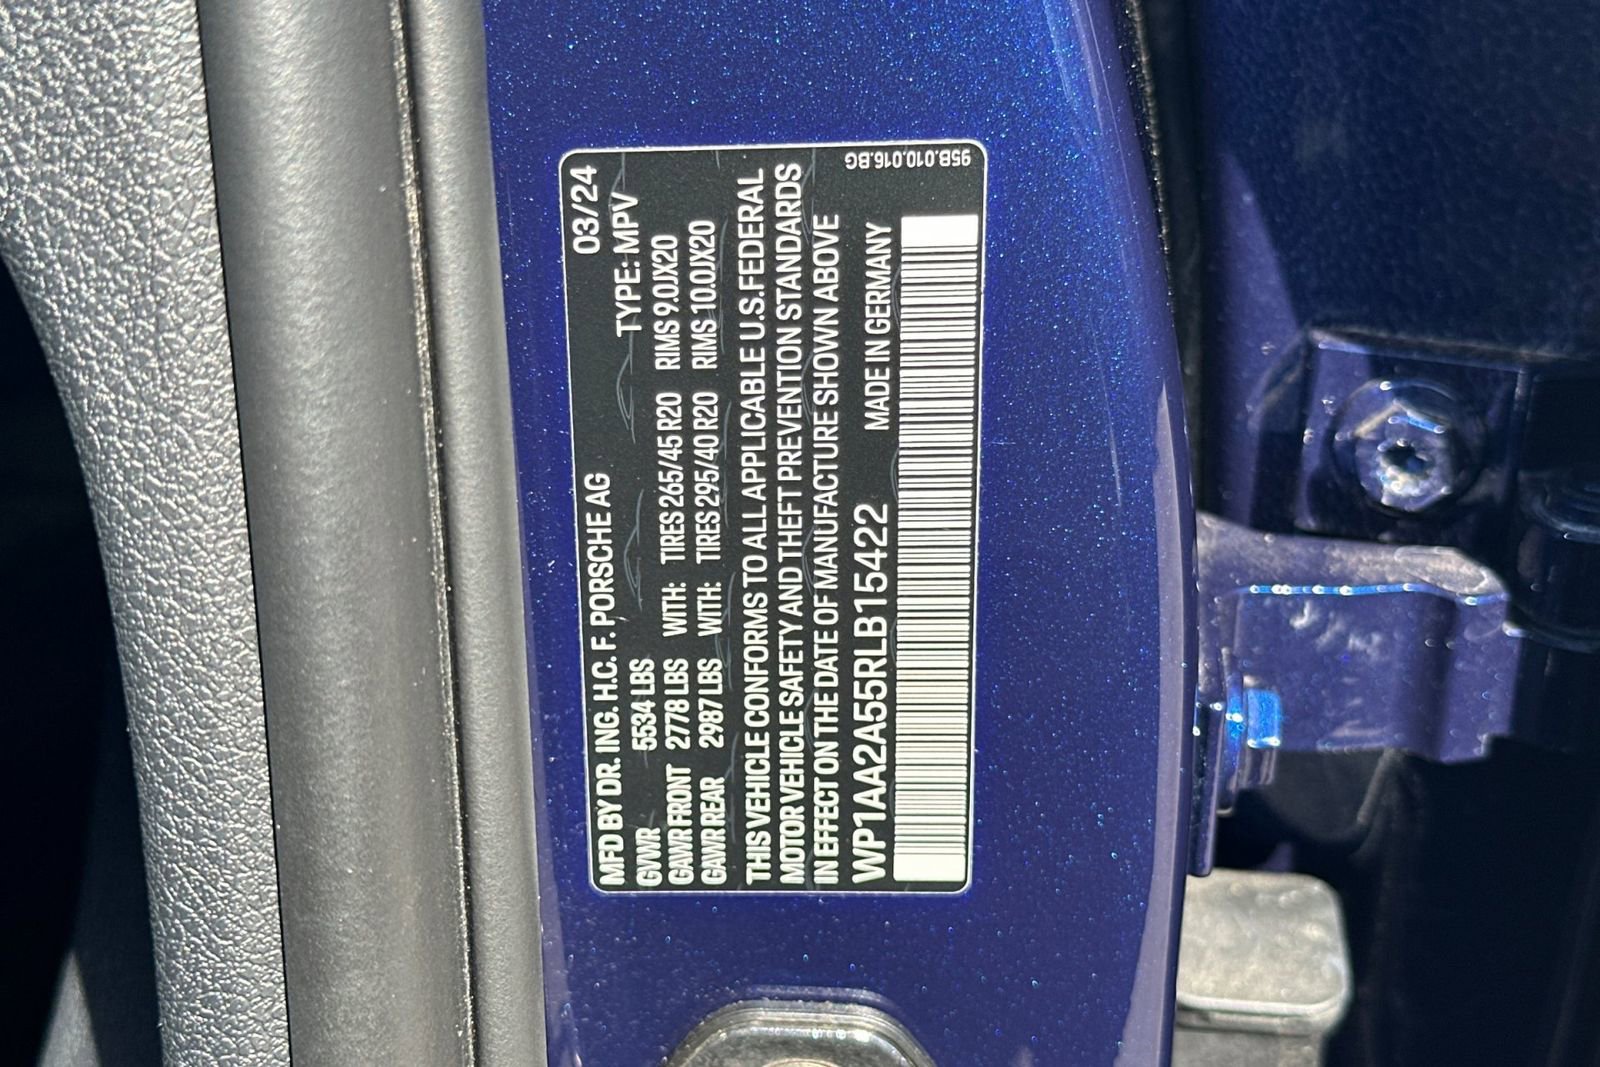 MFD BY DR. ING. H.C. F. PORSCHE AG 03/24
GVWR 5534 LBS TYPE: MPV
GAWR FRONT 2778 LBS WITH: TIRES 265/45 R20 RIMS 9.0JX20
GAWR REAR 2987 LBS WITH: TIRES 295/40 R20 RIMS 10.0JX20
THIS VEHICLE CONFORMS TO ALL APPLICABLE U.S. FEDERAL
MOTOR VEHICLE SAFETY AND THEFT PREVENTION STANDARDS
IN EFFECT ON THE DATE OF MANUFACTURE SHOWN ABOVE
WP1AA2A55RLB15422 MADE IN GERMANY
95B.010.016.BG